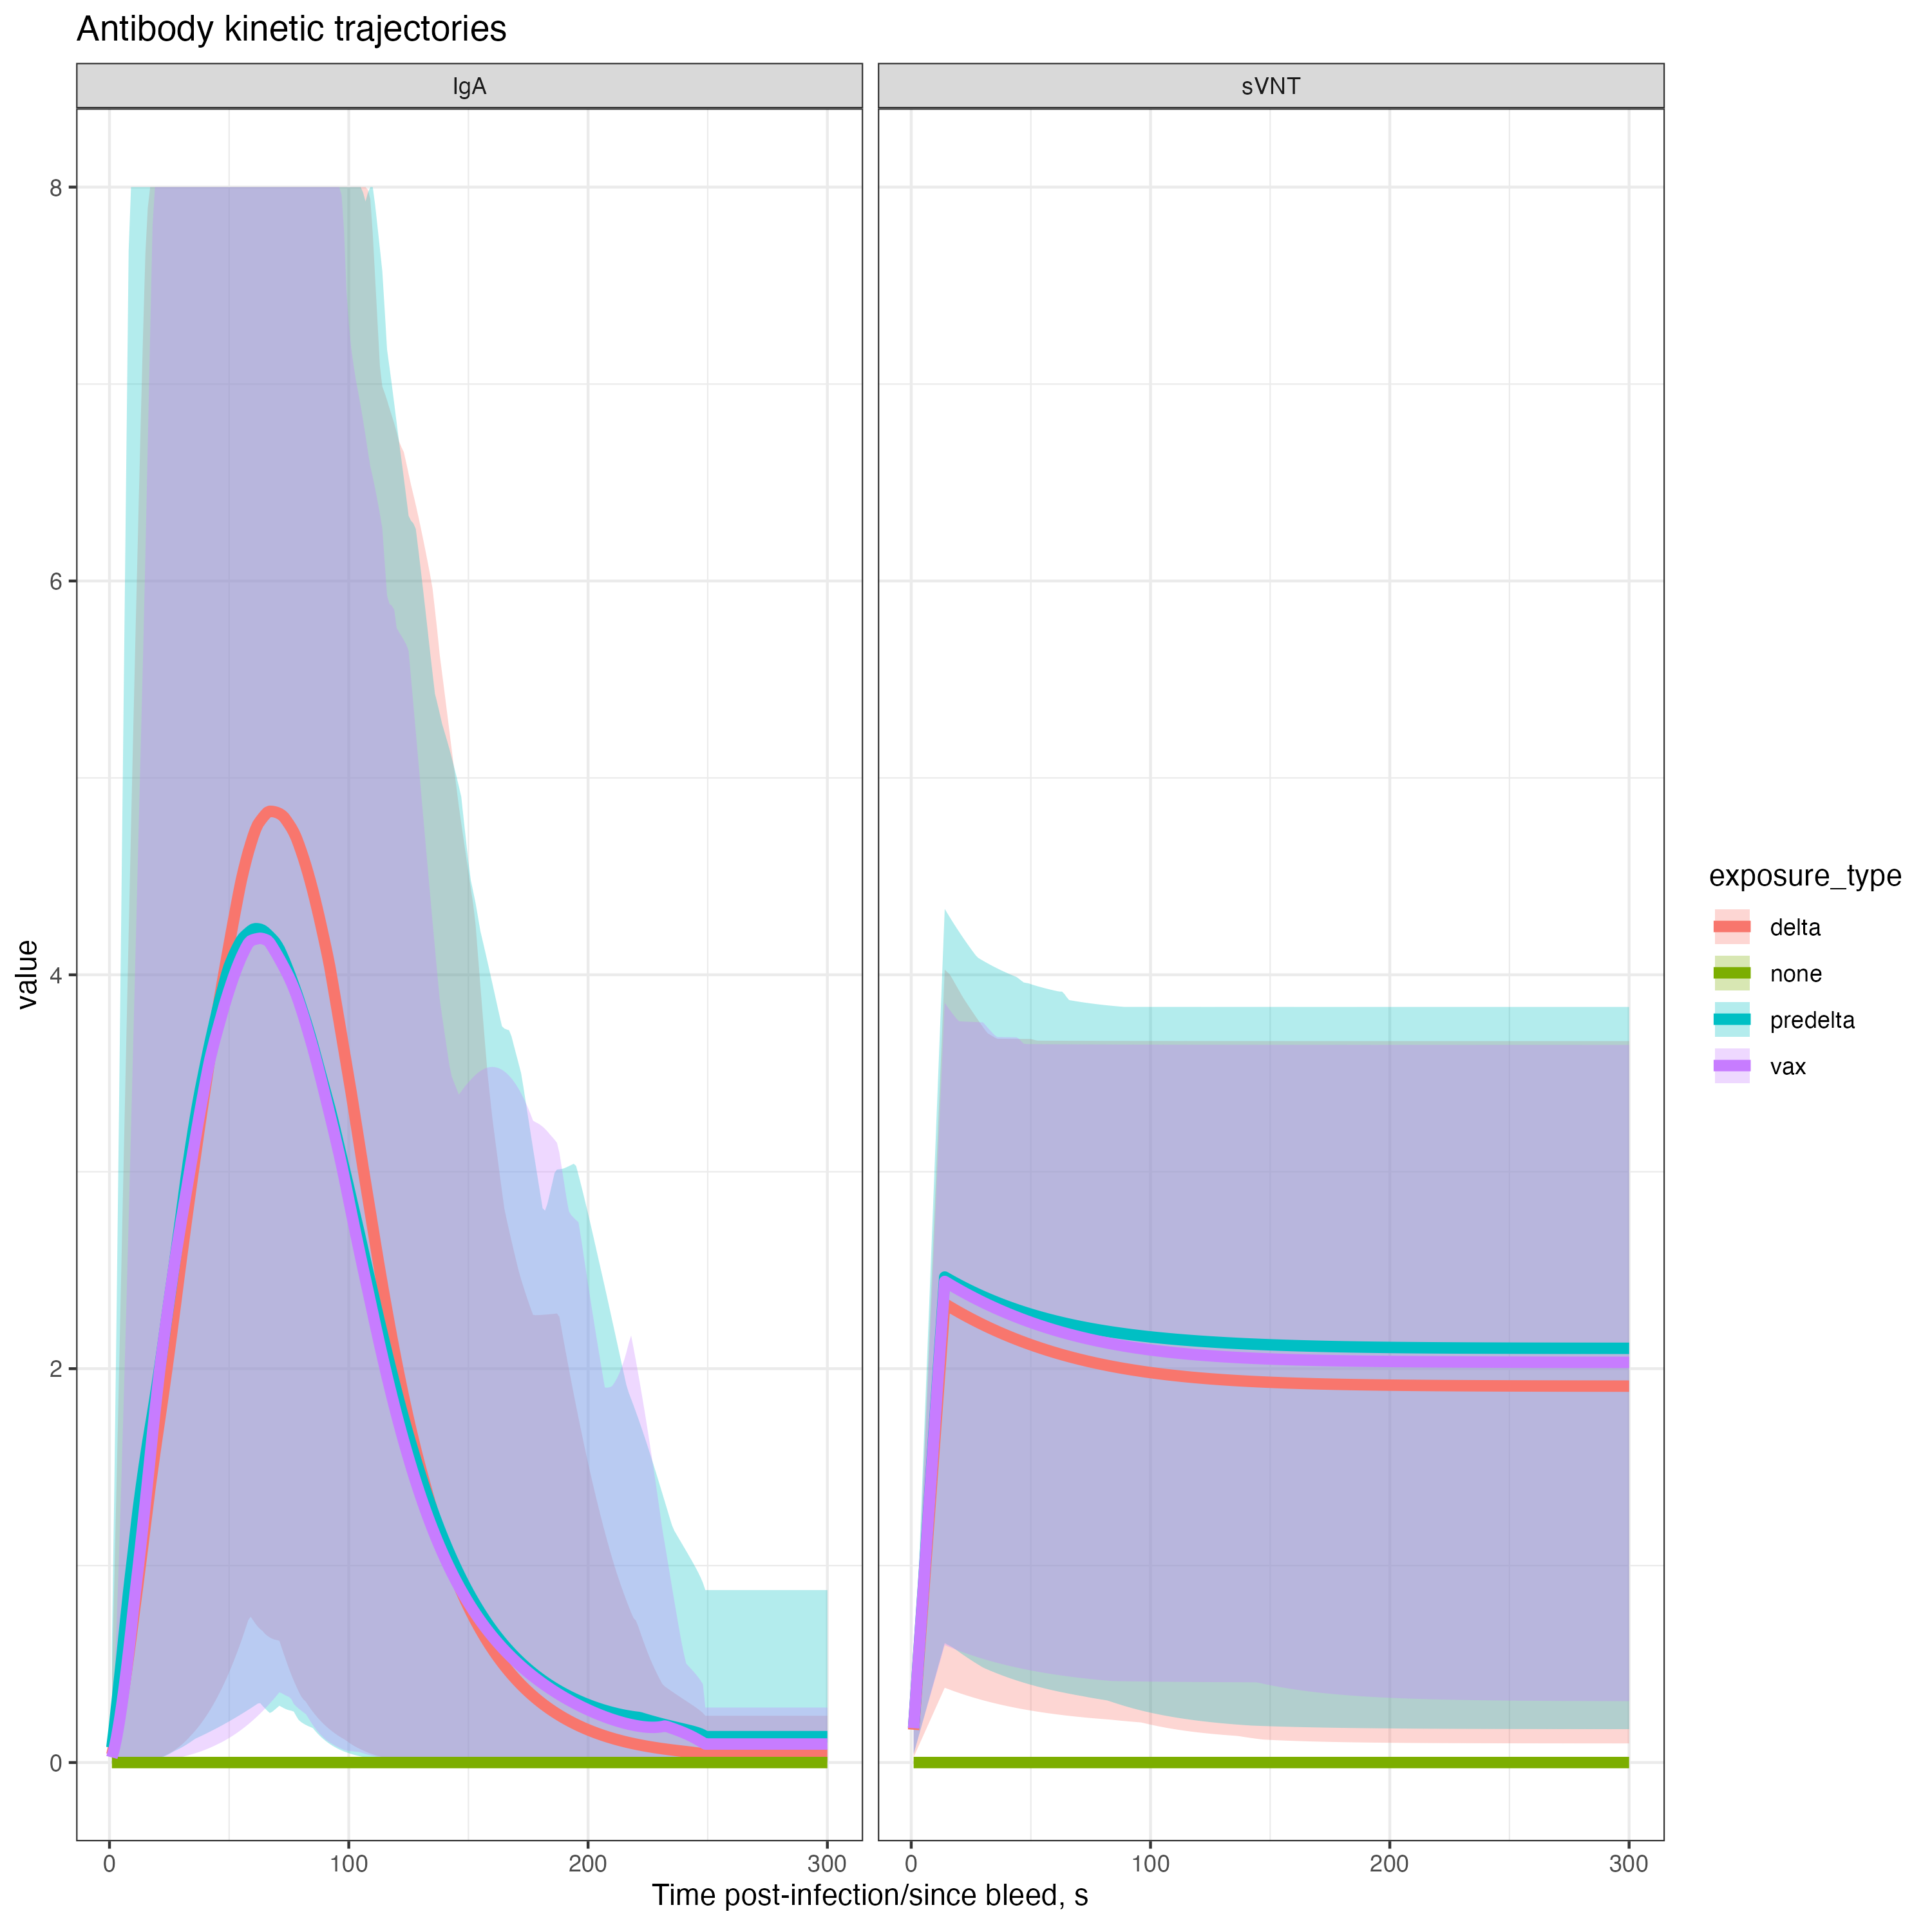 Antibody kinetic trajectories
IgA
sVNT
value
8
6
4
2
0
0
100
200
300
0
100
200
300
Time post-infection/since bleed, s
exposure_type
delta
none
predelta
vax